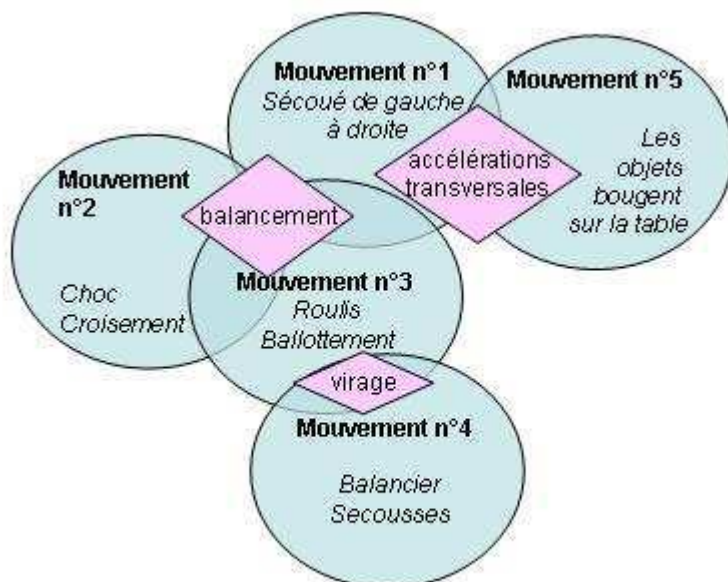 Mouvement n°1
Sécoué de gauche
à droite
Mouvement n°5
Les
objets
bougent
sur la table
accélérations
transversales
Mouvement
n°2
Choc
Croisement
balancement
Mouvement n°3
Roulis
Ballottement
virage
Mouvement n°4
Balancier
Secousses